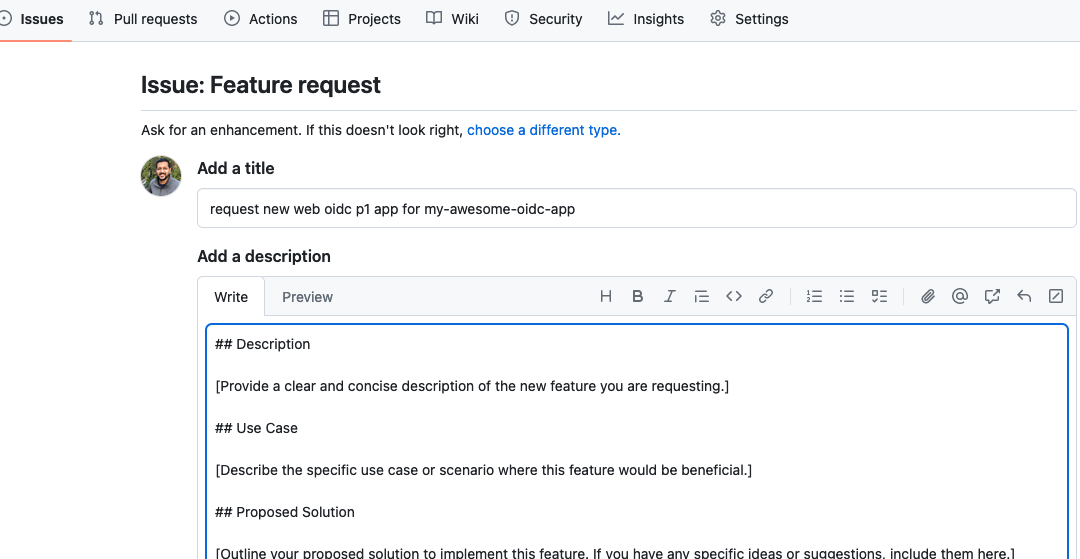 Issues Pull requests Actions Projects Wiki Security Insights Settings
Issue: Feature request
Ask for an enhancement. If this doesn't look right, choose a different type.
Add a title
request new web oidc p1 app for my-awesome-oidc-app
Add a description
Write Preview
## Description
[Provide a clear and concise description of the new feature you are requesting.]
## Use Case
[Describe the specific use case or scenario where this feature would be beneficial.]
## Proposed Solution
[Outline your proposed solution to implement this feature. If you have any specific ideas or suggestions, include them here.]